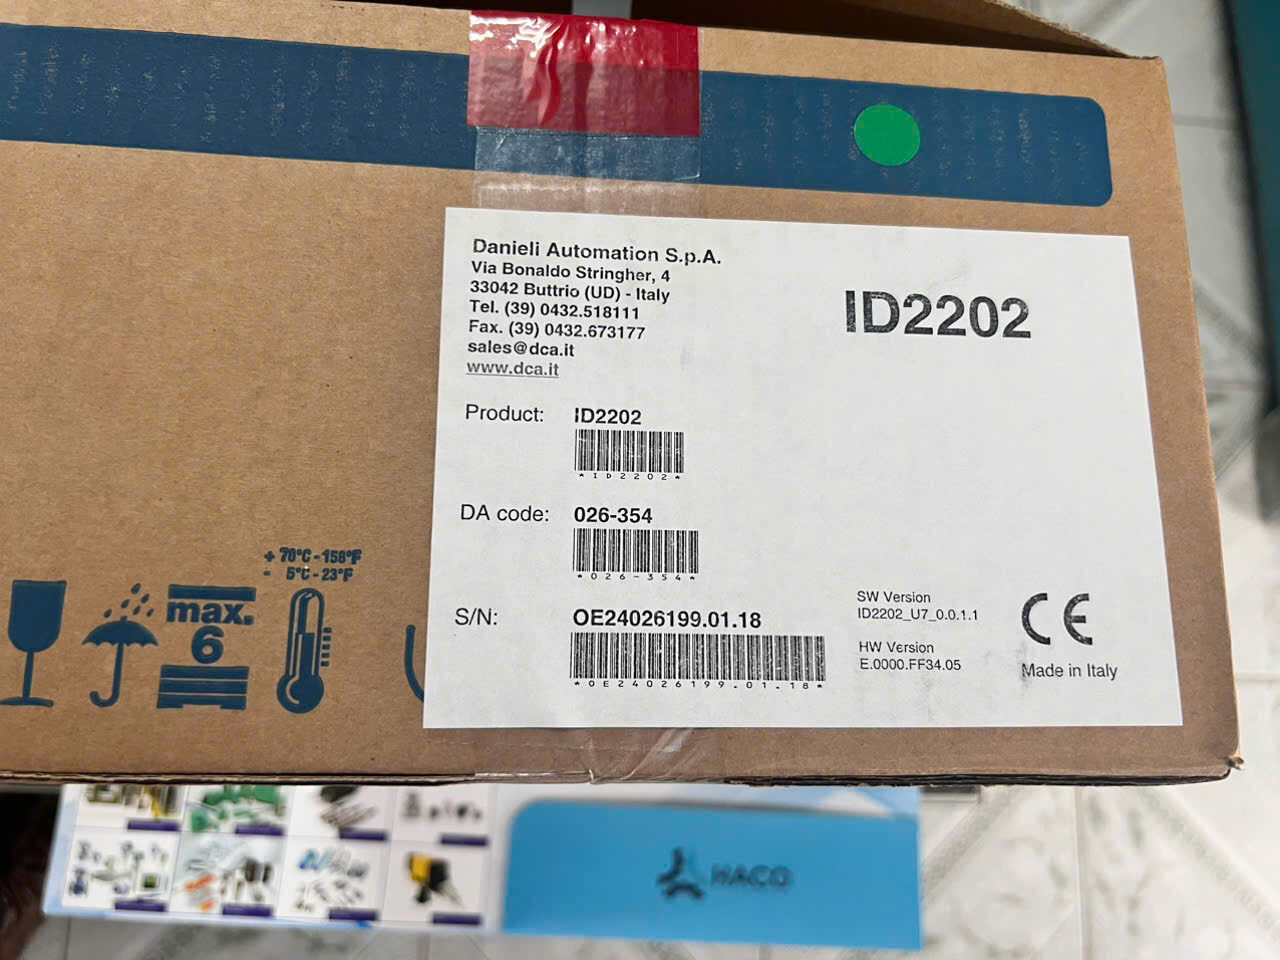 Danieli Automation S.p.A.
Via Bonaldo Stringher, 4
33042 Buttrio (UD) - Italy
Tel. (39) 0432.518111
Fax. (39) 0432.673177
sales@dca.it
www.dca.it
ID2202
Product: ID2202
*ID2202*
DA code: 026-354
*026-354*
S/N: OE24026199.01.18
*OE24026199.01.18*
SW Version
ID2202_U7_0.0.1.1
HW Version
E.0000.FF34.05
CE
Made in Italy
+ 70°C - 158°F
- 5°C - 23°F
max.
6
HACO